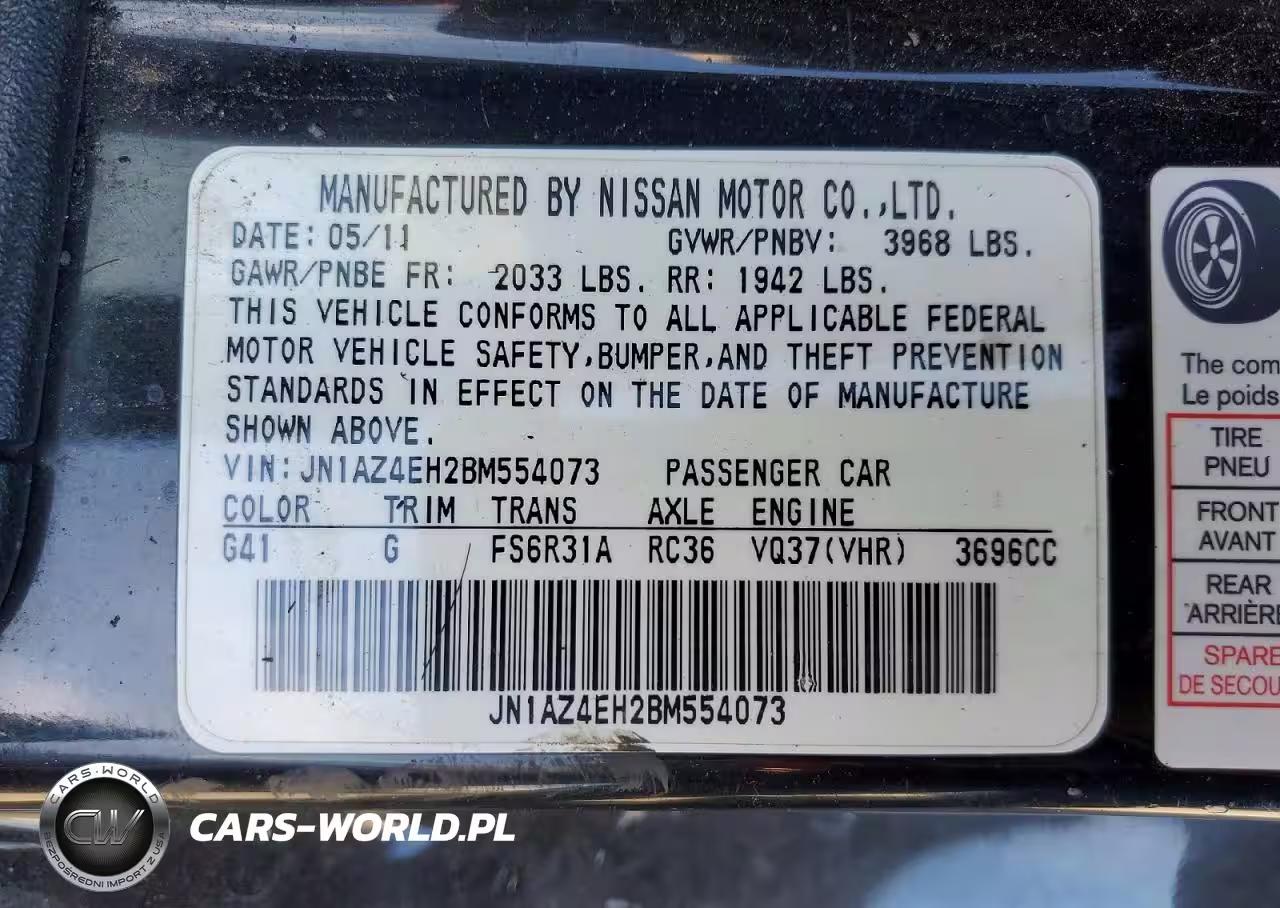 MANUFACTURED BY NISSAN MOTOR CO.,LTD.
DATE: 05/11 GVWR/PNBV: 3968 LBS.
GAWR/PNBE FR: 2033 LBS. RR: 1942 LBS.
THIS VEHICLE CONFORMS TO ALL APPLICABLE FEDERAL
MOTOR VEHICLE SAFETY,BUMPER,AND THEFT PREVENTION
STANDARDS IN EFFECT ON THE DATE OF MANUFACTURE
SHOWN ABOVE.
VIN: JN1AZ4EH2BM554073 PASSENGER CAR
COLOR TRIM TRANS AXLE ENGINE
G41 G FS6R31A RC36 VQ37(VHR) 3696CC
JN1AZ4EH2BM554073
The com
Le poids
TIRE
PNEU
FRONT
AVANT
REAR
ARRIÈRE
SPARE
DE SECOU
CARS-WORLD
CW
BEZPOŚREDNI IMPORT Z USA
CARS-WORLD.PL